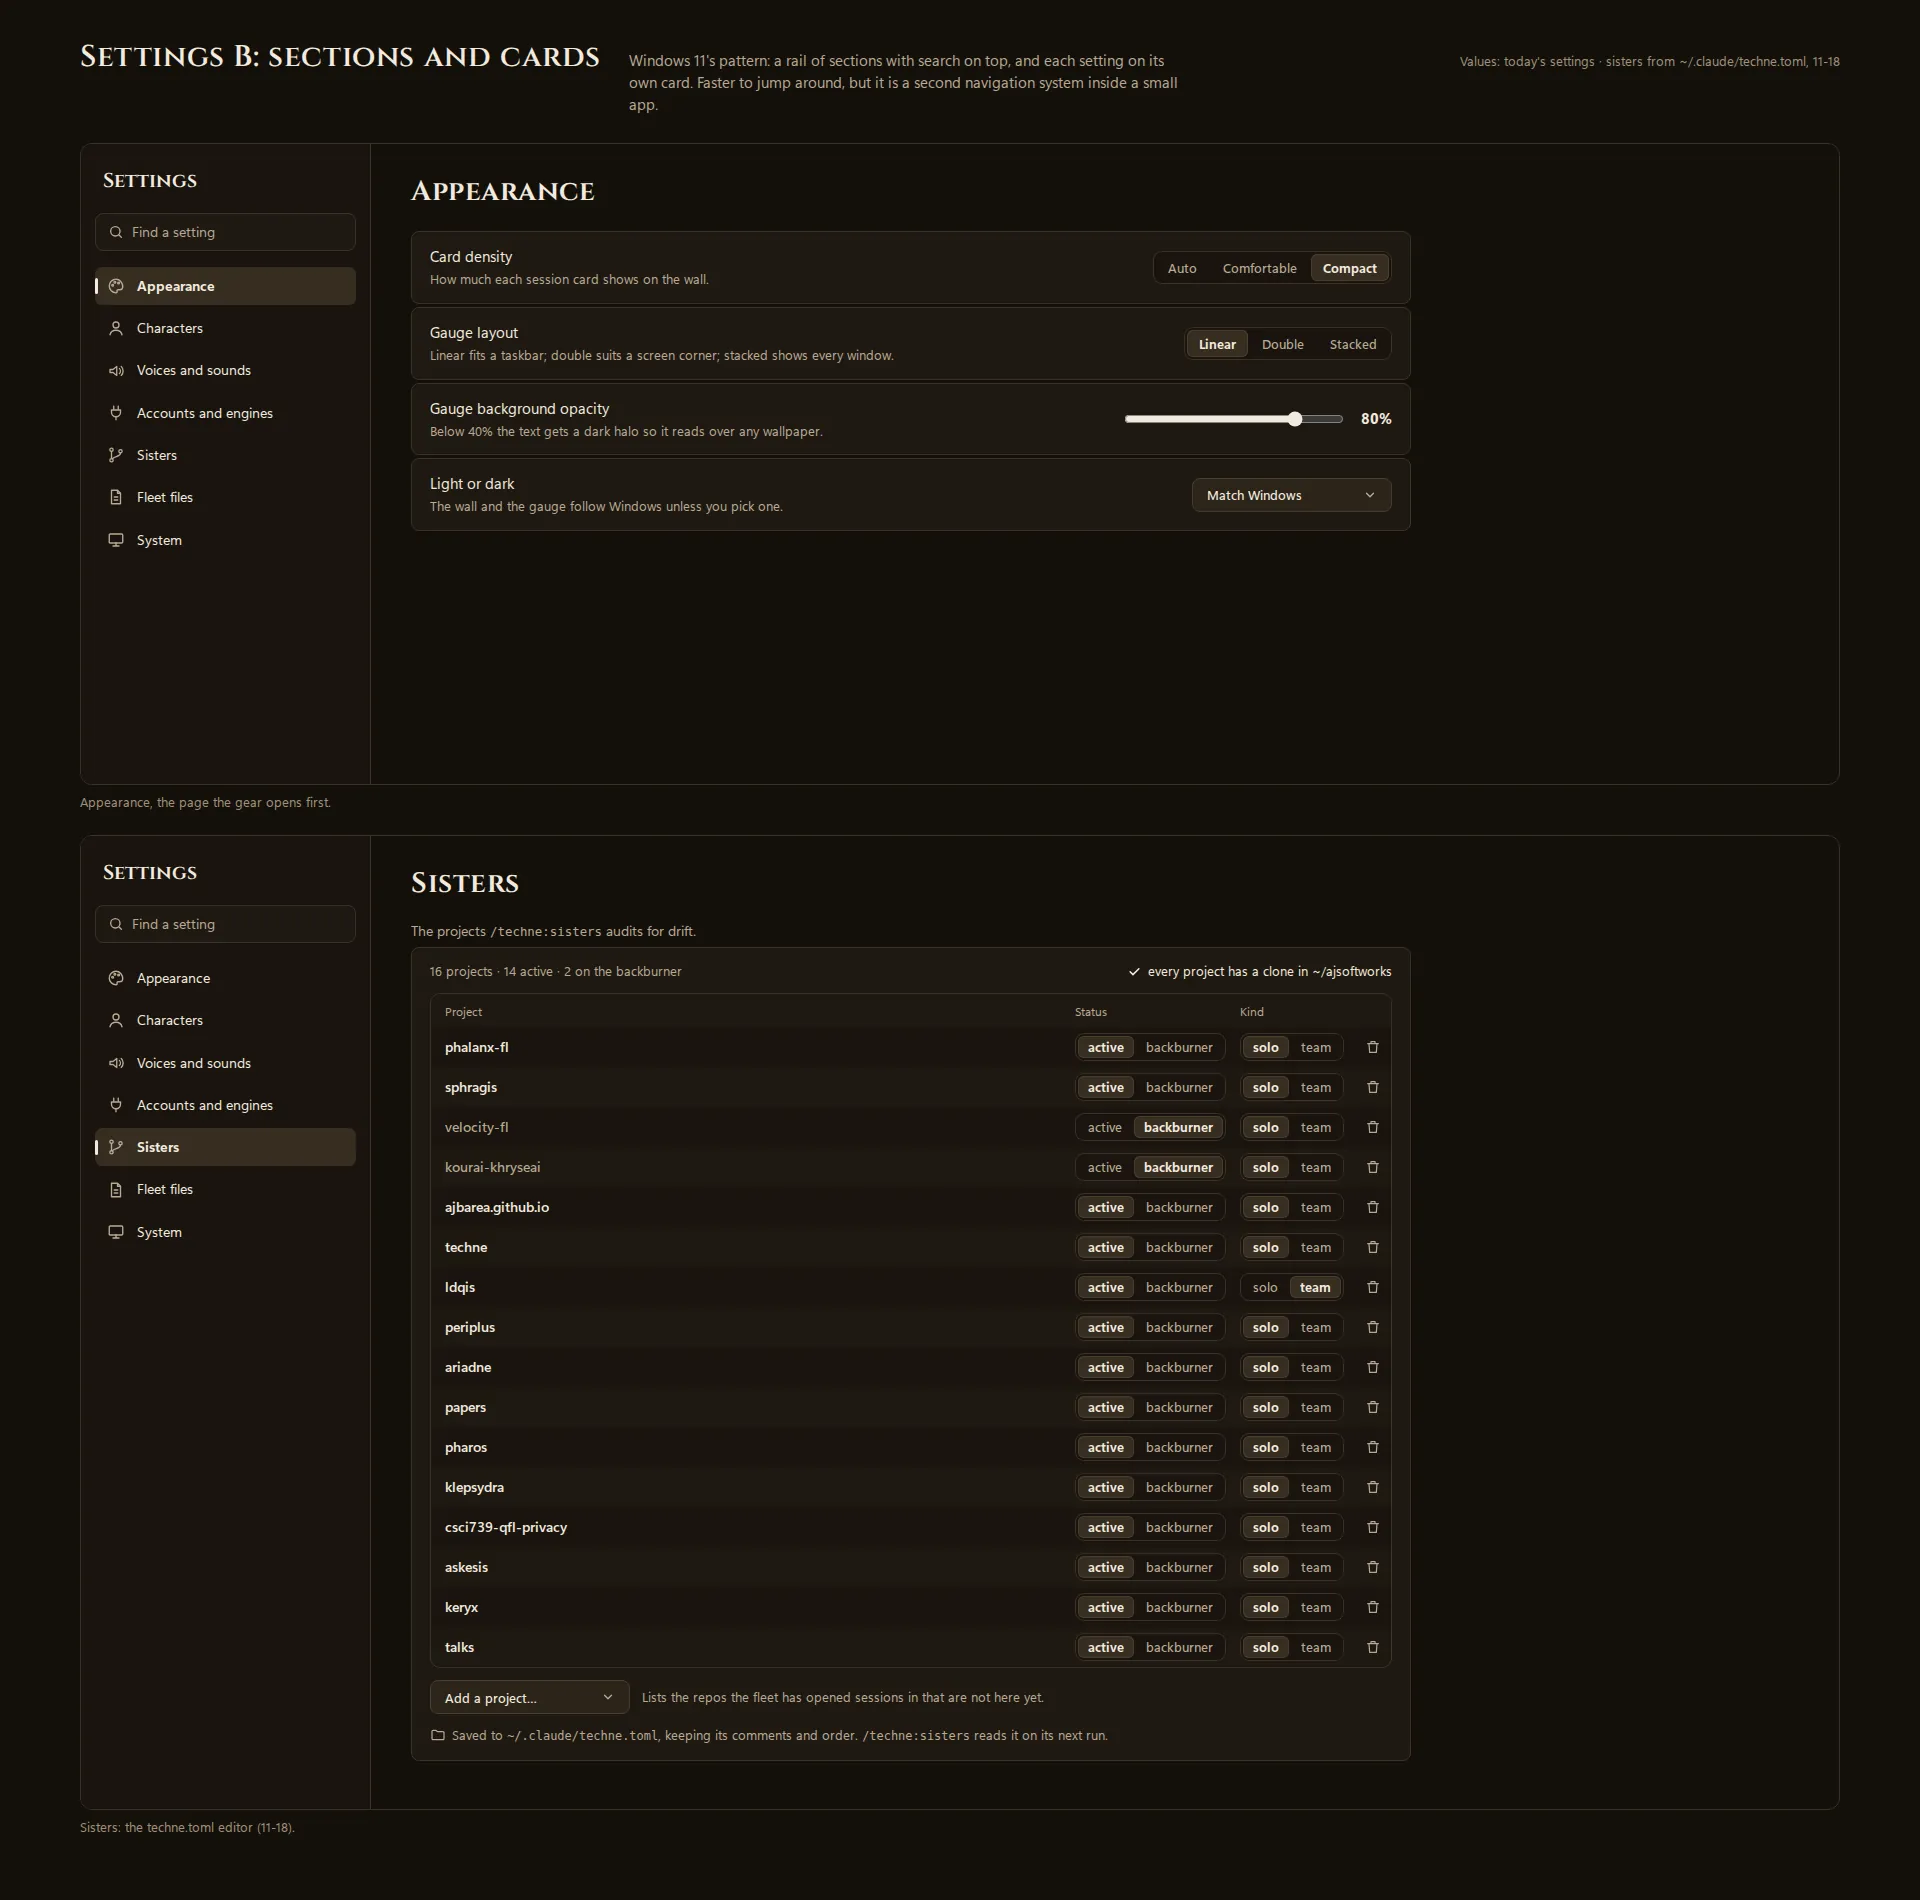 Settings B: sections and cards
Windows 11's pattern: a rail of sections with search on top, and each setting on its
own card. Faster to jump around, but it is a second navigation system inside a small
app.
Values: today's settings · sisters from ~/.claude/techne.toml, 11-18
Settings
Find a setting
Appearance
Characters
Voices and sounds
Accounts and engines
Sisters
Fleet files
System
Appearance
Card density
How much each session card shows on the wall.
Auto Comfortable Compact
Gauge layout
Linear fits a taskbar; double suits a screen corner; stacked shows every window.
Linear Double Stacked
Gauge background opacity
Below 40% the text gets a dark halo so it reads over any wallpaper.
80%
Light or dark
The wall and the gauge follow Windows unless you pick one.
Match Windows
Appearance, the page the gear opens first.
Settings
Find a setting
Appearance
Characters
Voices and sounds
Accounts and engines
Sisters
Fleet files
System
Sisters
The projects /techne:sisters audits for drift.
16 projects · 14 active · 2 on the backburner
every project has a clone in ~/ajsoftworks
Project Status Kind
phalanx-fl active backburner solo team
sphragis active backburner solo team
velocity-fl active backburner solo team
kourai-khryseai active backburner solo team
ajbarea.github.io active backburner solo team
techne active backburner solo team
ldqis active backburner solo team
periplus active backburner solo team
ariadne active backburner solo team
papers active backburner solo team
pharos active backburner solo team
klepsydra active backburner solo team
csci739-qfl-privacy active backburner solo team
askesis active backburner solo team
keryx active backburner solo team
talks active backburner solo team
Add a project...
Lists the repos the fleet has opened sessions in that are not here yet.
Saved to ~/.claude/techne.toml, keeping its comments and order. /techne:sisters reads it on its next run.
Sisters: the techne.toml editor (11-18).